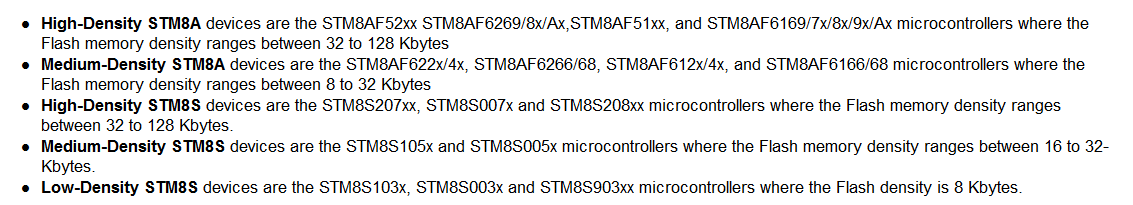 ● High-Density STM8A devices are the STM8AF52xx STM8AF6269/8x/Ax,STM8AF51xx, and STM8AF6169/7x/8x/9x/Ax microcontrollers where the
Flash memory density ranges between 32 to 128 Kbytes
● Medium-Density STM8A devices are the STM8AF622x/4x, STM8AF6266/68, STM8AF612x/4x, and STM8AF6166/68 microcontrollers where the
Flash memory density ranges between 8 to 32 Kbytes
● High-Density STM8S devices are the STM8S207xx, STM8S007x and STM8S208xx microcontrollers where the Flash memory density ranges
between 32 to 128 Kbytes.
● Medium-Density STM8S devices are the STM8S105x and STM8S005x microcontrollers where the Flash memory density ranges between 16 to 32-
Kbytes.
● Low-Density STM8S devices are the STM8S103x, STM8S003x and STM8S903xx microcontrollers where the Flash density is 8 Kbytes.